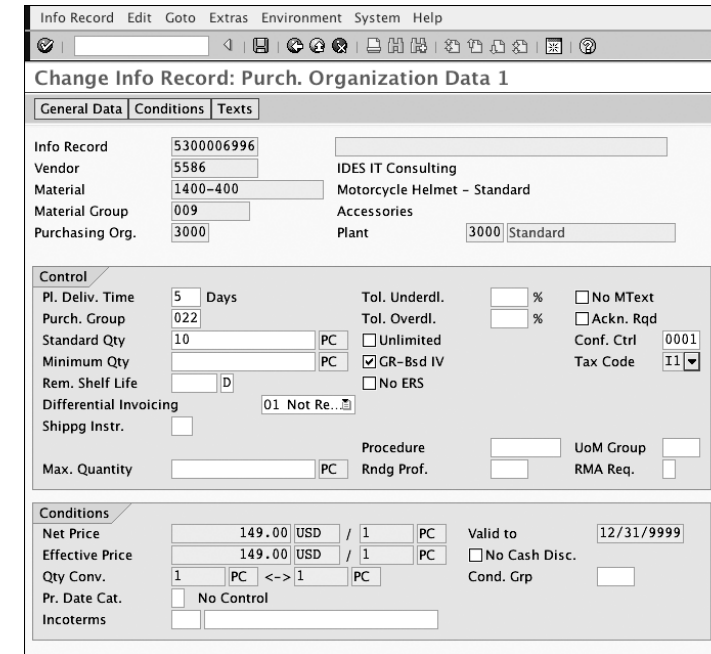 Info Record Edit Goto Extras Environment System Help
Change Info Record: Purch. Organization Data 1
General Data Conditions Texts
Info Record 5300006996
Vendor 5586 IDES IT Consulting
Material 1400-400 Motorcycle Helmet - Standard
Material Group 009 Accessories
Purchasing Org. 3000 Plant 3000 Standard
Control
Pl. Deliv. Time 5 Days Tol. Underdl. % No MText
Purch. Group 022 Tol. Overdl. % Ackn. Rqd
Standard Qty 10 PC Unlimited Conf. Ctrl 0001
Minimum Qty PC GR-Bsd IV Tax Code I1
Rem. Shelf Life D No ERS
Differential Invoicing 01 Not Re...
Shippg Instr.
Procedure UoM Group
Max. Quantity PC Rndg Prof. RMA Req.
Conditions
Net Price 149.00 USD / 1 PC Valid to 12/31/9999
Effective Price 149.00 USD / 1 PC No Cash Disc.
Qty Conv. 1 PC <-> 1 PC Cond. Grp
Pr. Date Cat. No Control
Incoterms